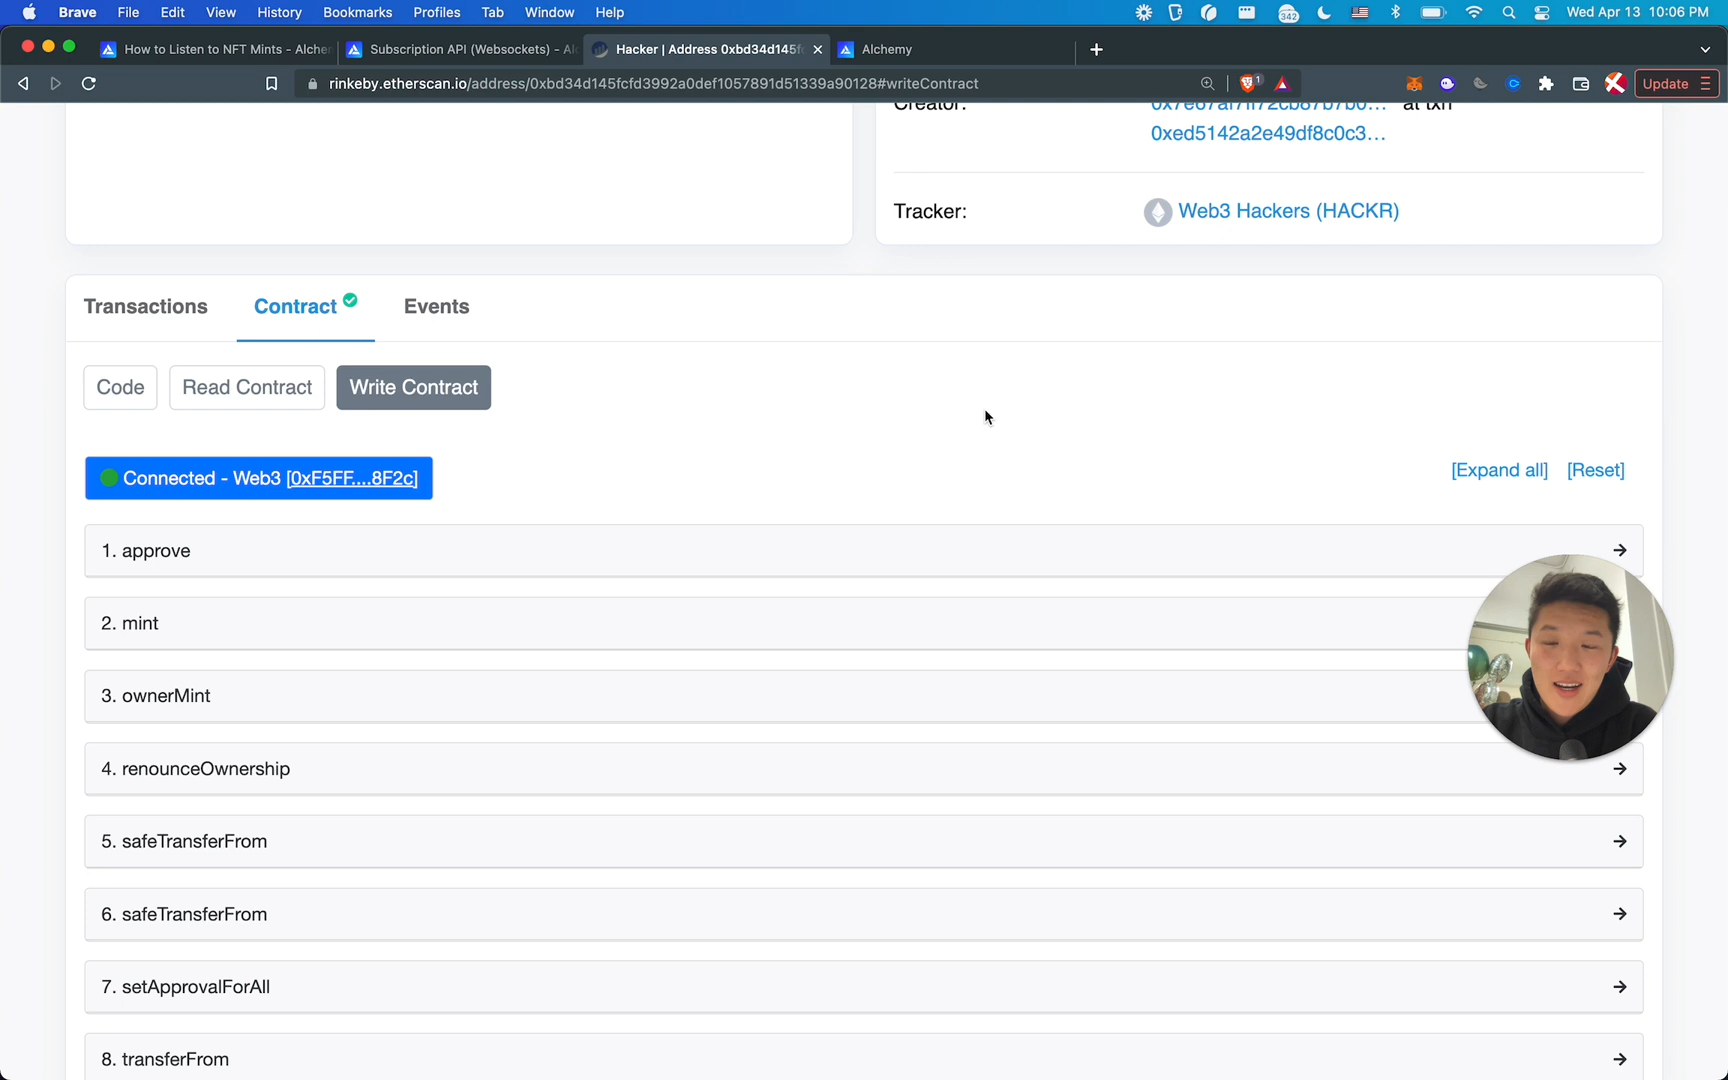 Brave File Edit View History Bookmarks Profiles Tab Window Help 342 Wed Apr 13 10:06 PM
How to Listen to NFT Mints - Alcher Subscription API (Websockets) - Al Hacker | Address 0xbd34d145f Alchemy
rinkeby.etherscan.io/address/0xbd34d145fcfd3992a0def1057891d51339a90128#writeContract 1 Update
Creator: at txn
0xed5142a2e49df8c0c3...
Tracker: Web3 Hackers (HACKR)
Transactions Contract Events
Code Read Contract Write Contract
Connected - Web3 [0xF5FF....8F2c] [Expand all] [Reset]
1. approve
2. mint
3. ownerMint
4. renounceOwnership
5. safeTransferFrom
6. safeTransferFrom
7. setApprovalForAll
8. transferFrom